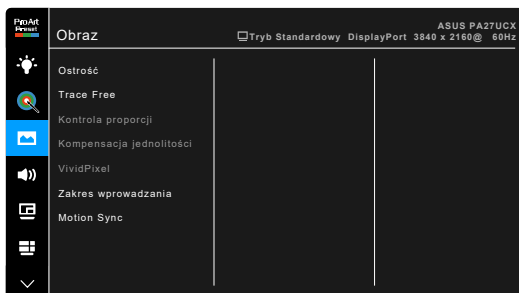 ProArt
Preset
Obraz
ASUS PA27UCX
Tryb Standardowy DisplayPort 3840 x 2160@ 60Hz
Ostrość
Trace Free
Kontrola proporcji
Kompensacja jednolitości
VividPixel
Zakres wprowadzania
Motion Sync